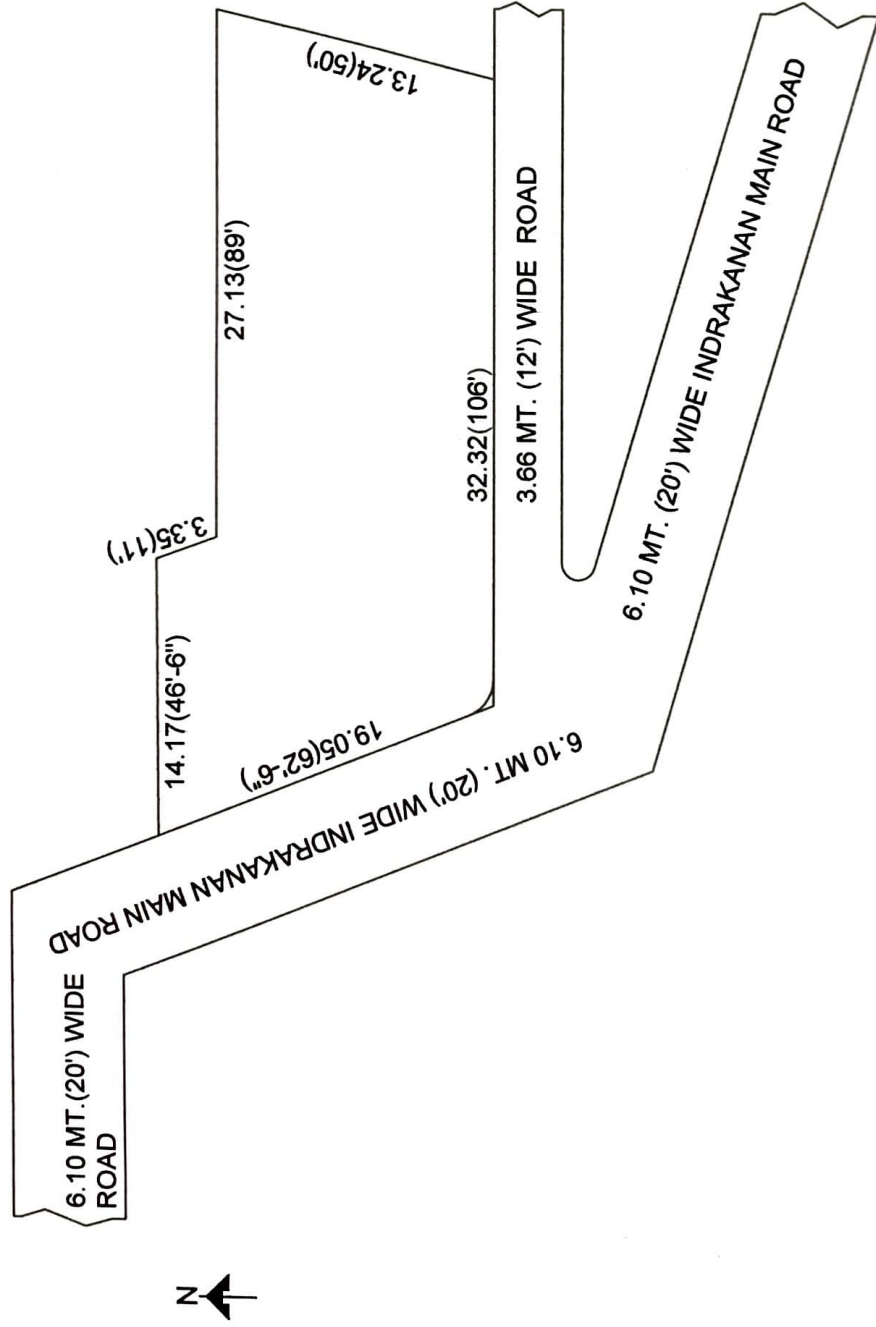 N
6.10 MT.(20') WIDE
ROAD
6.10 MT. (20') WIDE INDRAKANAN MAIN ROAD
14.17(46'-6")
3.35(11')
27.13(89')
13.24(50')
19.05(62'-6")
32.32(106')
3.66 MT. (12') WIDE ROAD
6.10 MT. (20') WIDE INDRAKANAN MAIN ROAD